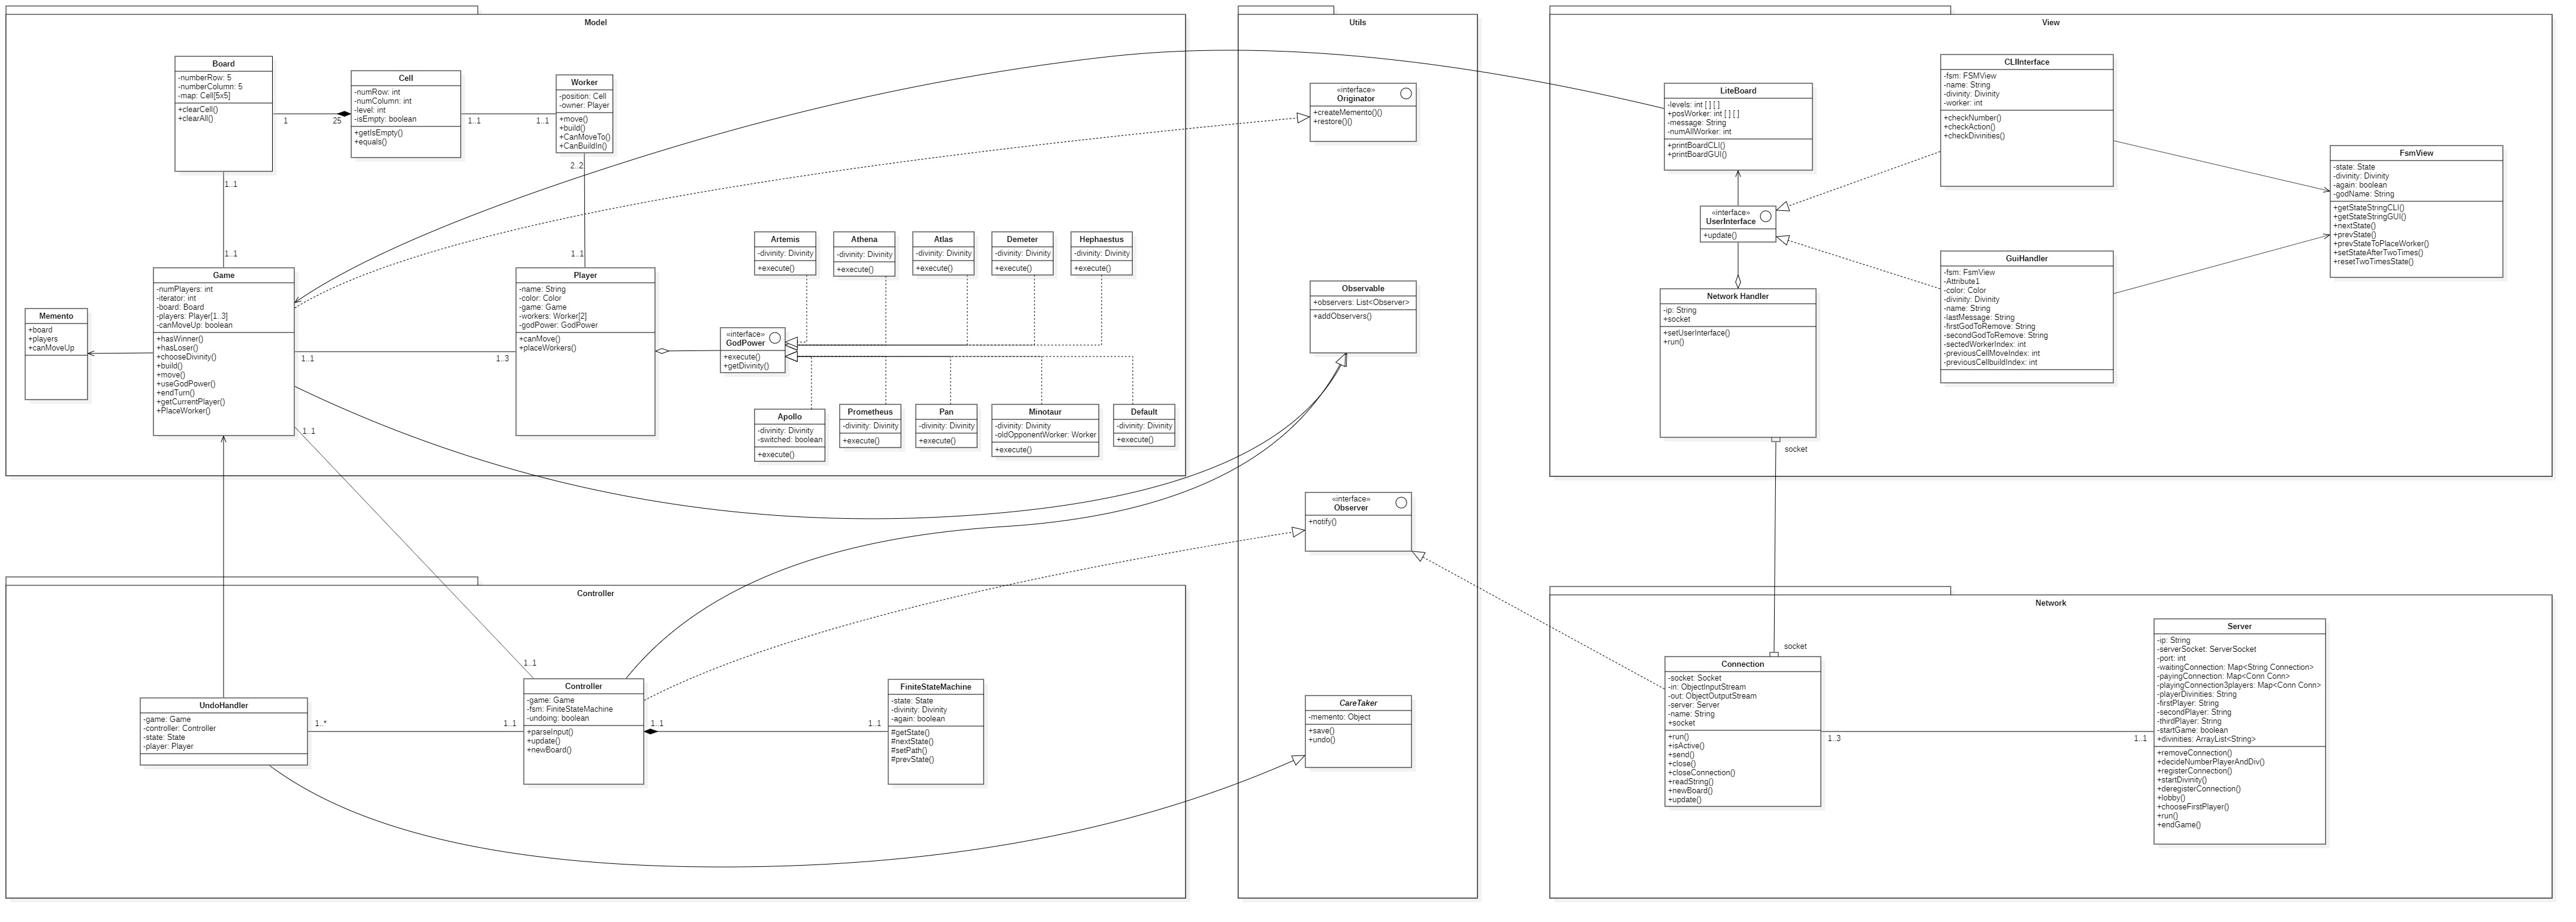 Model
Board
-numberRow: 5
-numberColumn: 5
-map: Cell[5x5]
+clearCell()
+clearAll()
1
25
Cell
-numRow: int
-numColumn: int
-level: int
-isEmpty: boolean
+getIsEmpty()
+equals()
1..1
1..1
Worker
-position: Cell
-owner: Player
+move()
+build()
+CanMoveTo()
+CanBuildIn()
2..2
1..1
1..1
1..1
Memento
+board
+players
+canMoveUp
Game
-numPlayers: int
-iterator: int
-board: Board
-players: Player[1..3]
-canMoveUp: boolean
+hasWinner()
+hasLoser()
+chooseDivinity()
+build()
+move()
+useGodPower()
+endTurn()
+getCurrentPlayer()
+PlaceWorker()
1..1
1..3
1..1
Player
-name: String
-color: Color
-game: Game
-workers: Worker[2]
-godPower: GodPower
+canMove()
+placeWorkers()
Artemis
-divinity: Divinity
+execute()
Athena
-divinity: Divinity
+execute()
Atlas
-divinity: Divinity
+execute()
Demeter
-divinity: Divinity
+execute()
Hephaestus
-divinity: Divinity
+execute()
«interface»
GodPower
+execute()
+getDivinity()
Apollo
-divinity: Divinity
-switched: boolean
+execute()
Prometheus
-divinity: Divinity
+execute()
Pan
-divinity: Divinity
+execute()
Minotaur
-divinity: Divinity
-oldOpponentWorker: Worker
+execute()
Default
-divinity: Divinity
+execute()
Utils
«interface»
Originator
+createMemento()()
+restore()()
Observable
+observers: List<Observer>
+addObservers()
«interface»
Observer
+notify()
CareTaker
-memento: Object
+save()
+undo()
View
LiteBoard
-levels: int [ ] [ ]
+posWorker: int [ ] [ ]
-message: String
-numAllWorker: int
+printBoardCLI()
+printBoardGUI()
CLIInterface
-fsm: FSMView
-name: String
-divinity: Divinity
-worker: int
+checkNumber()
+checkAction()
+checkDivinities()
FsmView
-state: State
-divinity: Divinity
-again: boolean
-godName: String
+getStateStringCLI()
+getStateStringGUI()
+nextState()
+prevState()
+prevStateToPlaceWorker()
+setStateAfterTwoTimes()
+resetTwoTimesState()
«interface»
UserInterface
+update()
GuiHandler
-fsm: FsmView
-Attribute1
-color: Color
-divinity: Divinity
-name: String
-lastMessage: String
-firstGodToRemove: String
-secondGodToRemove: String
-sectedWorkerIndex: int
-previousCellMoveIndex: int
-previousCellbuildIndex: int
Network Handler
-ip: String
+socket
+setUserInterface()
+run()
socket
Controller
UndoHandler
-game: Game
-controller: Controller
-state: State
-player: Player
1..*
1..1
1..1
Controller
-game: Game
-fsm: FiniteStateMachine
-undoing: boolean
+parseInput()
+update()
+newBoard()
1..1
1..1
FiniteStateMachine
-state: State
-divinity: Divinity
-again: boolean
#getState()
#nextState()
#setPath()
#prevState()
Network
socket
Connection
-socket: Socket
-in: ObjectInputStream
-out: ObjectOutputStream
-server: Server
-name: String
+socket
+run()
+isActive()
+send()
+close()
+closeConnection()
+readString()
+newBoard()
+update()
1..3
1..1
Server
-ip: String
-serverSocket: ServerSocket
-port: int
-waitingConnection: Map<String Connection>
-payingConnection: Map<Conn Conn>
-playingConnection3players: Map<Conn Conn>
-playerDivinities: String
-firstPlayer: String
-secondPlayer: String
-thirdPlayer: String
-startGame: boolean
+divinities: ArrayList<String>
+removeConnection()
+decideNumberPlayerAndDiv()
+registerConnection()
+startDivinity()
+deregisterConnection()
+lobby()
+chooseFirstPlayer()
+run()
+endGame()